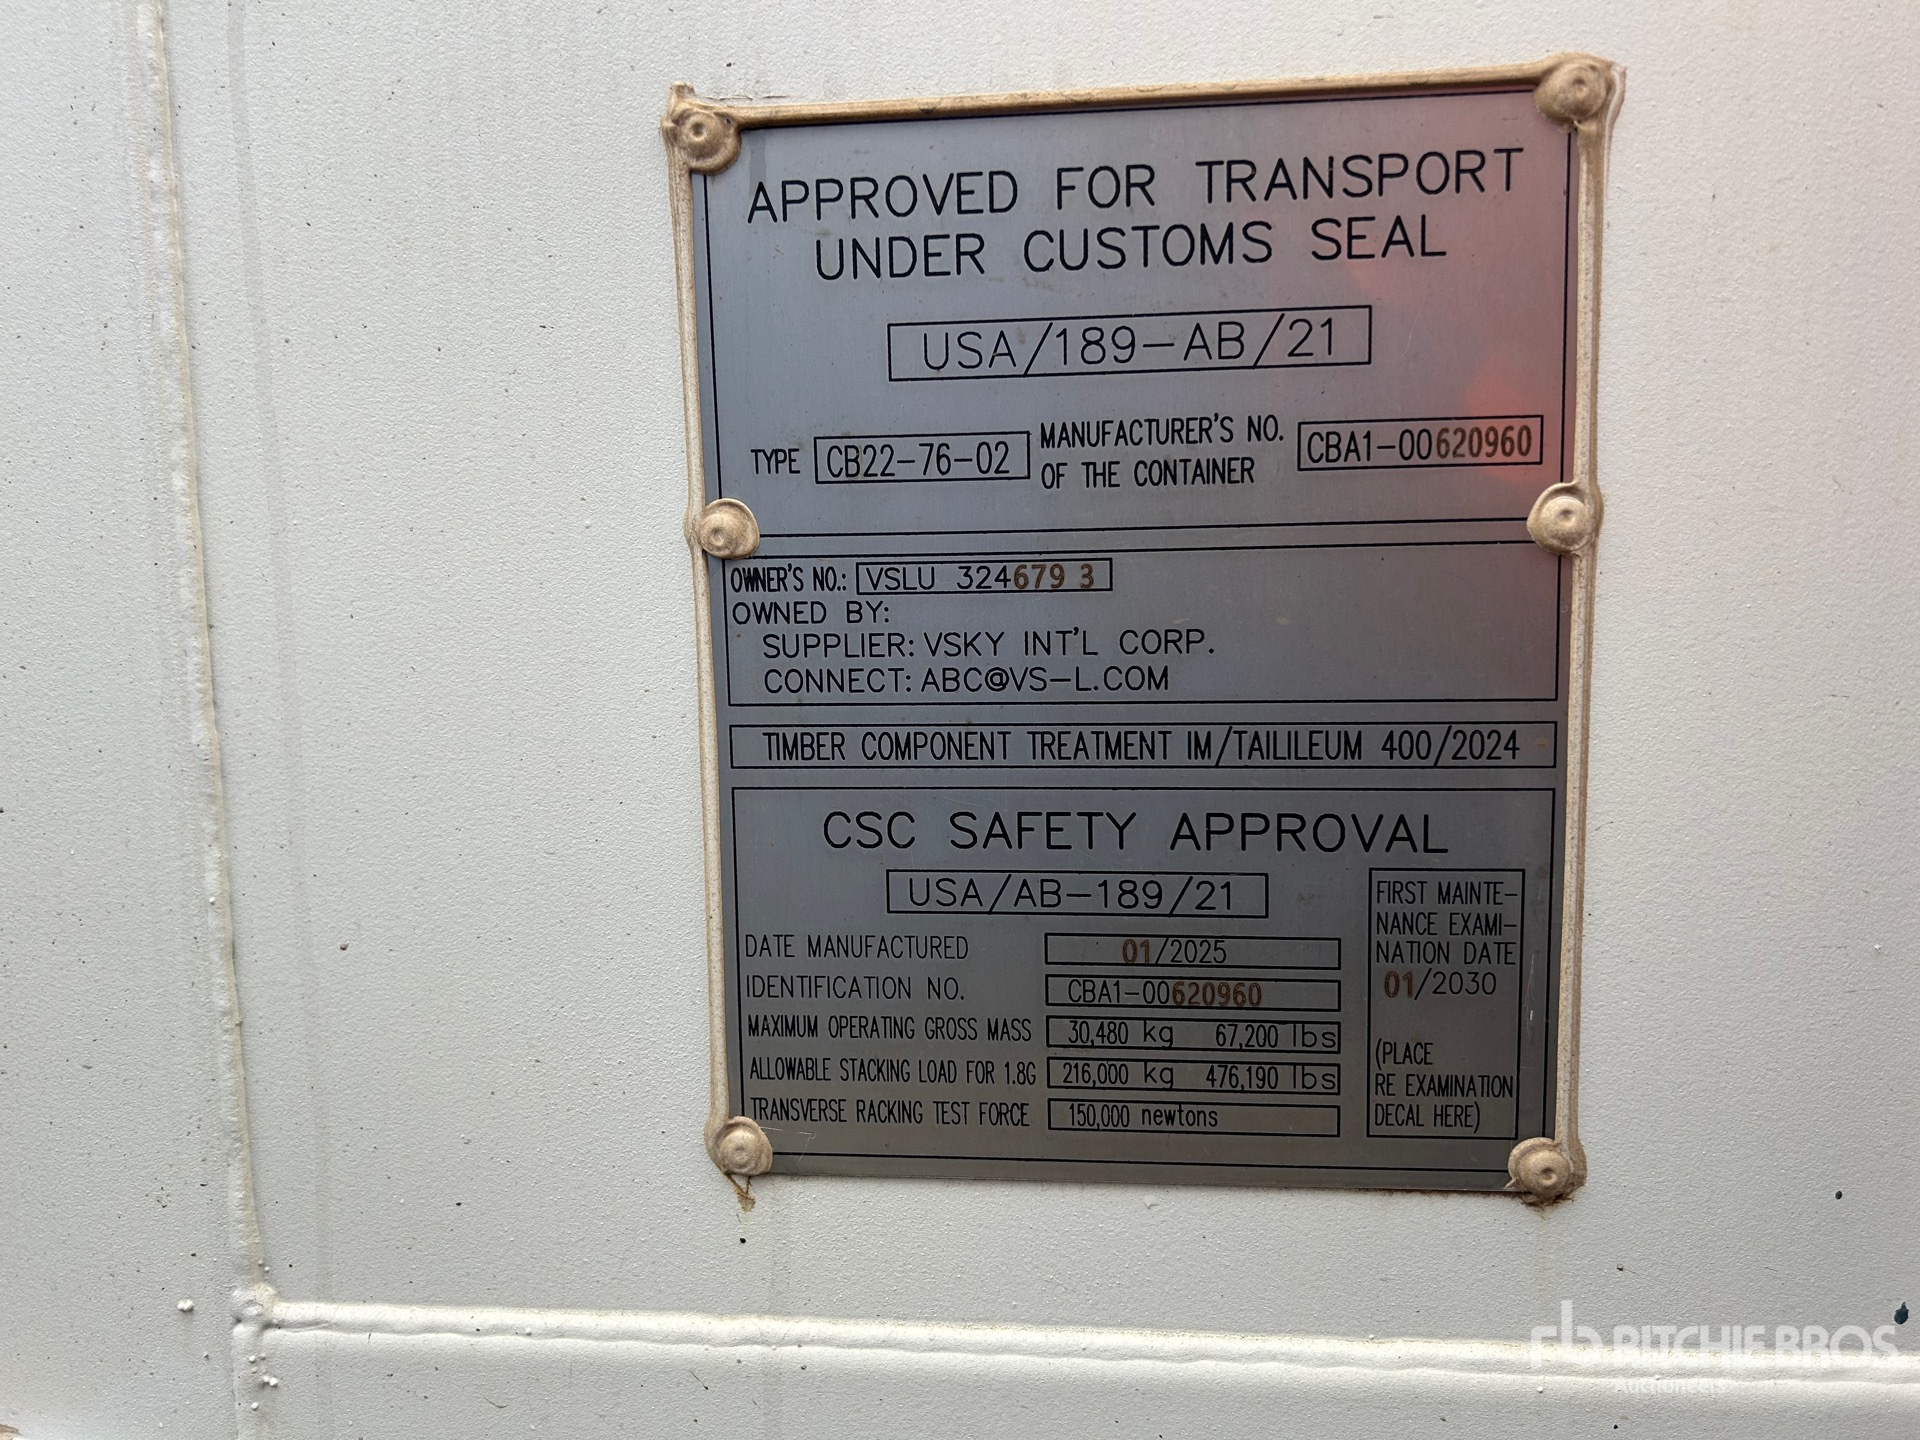 APPROVED FOR TRANSPORT
UNDER CUSTOMS SEAL
USA/189-AB/21
TYPE CB22-76-02 MANUFACTURER'S NO. OF THE CONTAINER CBA1-00620960
OWNER'S NO.: VSLU 324679 3
OWNED BY:
SUPPLIER: VSKY INT'L CORP.
CONNECT: ABC@VS-L.COM
TIMBER COMPONENT TREATMENT IM/TAILILEUM 400/2024
CSC SAFETY APPROVAL
USA/AB-189/21
DATE MANUFACTURED 01/2025
IDENTIFICATION NO. CBA1-00620960
MAXIMUM OPERATING GROSS MASS 30,480 kg 67,200 lbs
ALLOWABLE STACKING LOAD FOR 1.8G 216,000 kg 476,190 lbs
TRANSVERSE RACKING TEST FORCE 150,000 newtons
FIRST MAINTE-
NANCE EXAMI-
NATION DATE
01/2030
(PLACE
RE EXAMINATION
DECAL HERE)
rb RITCHIE BROS
Auctioneers